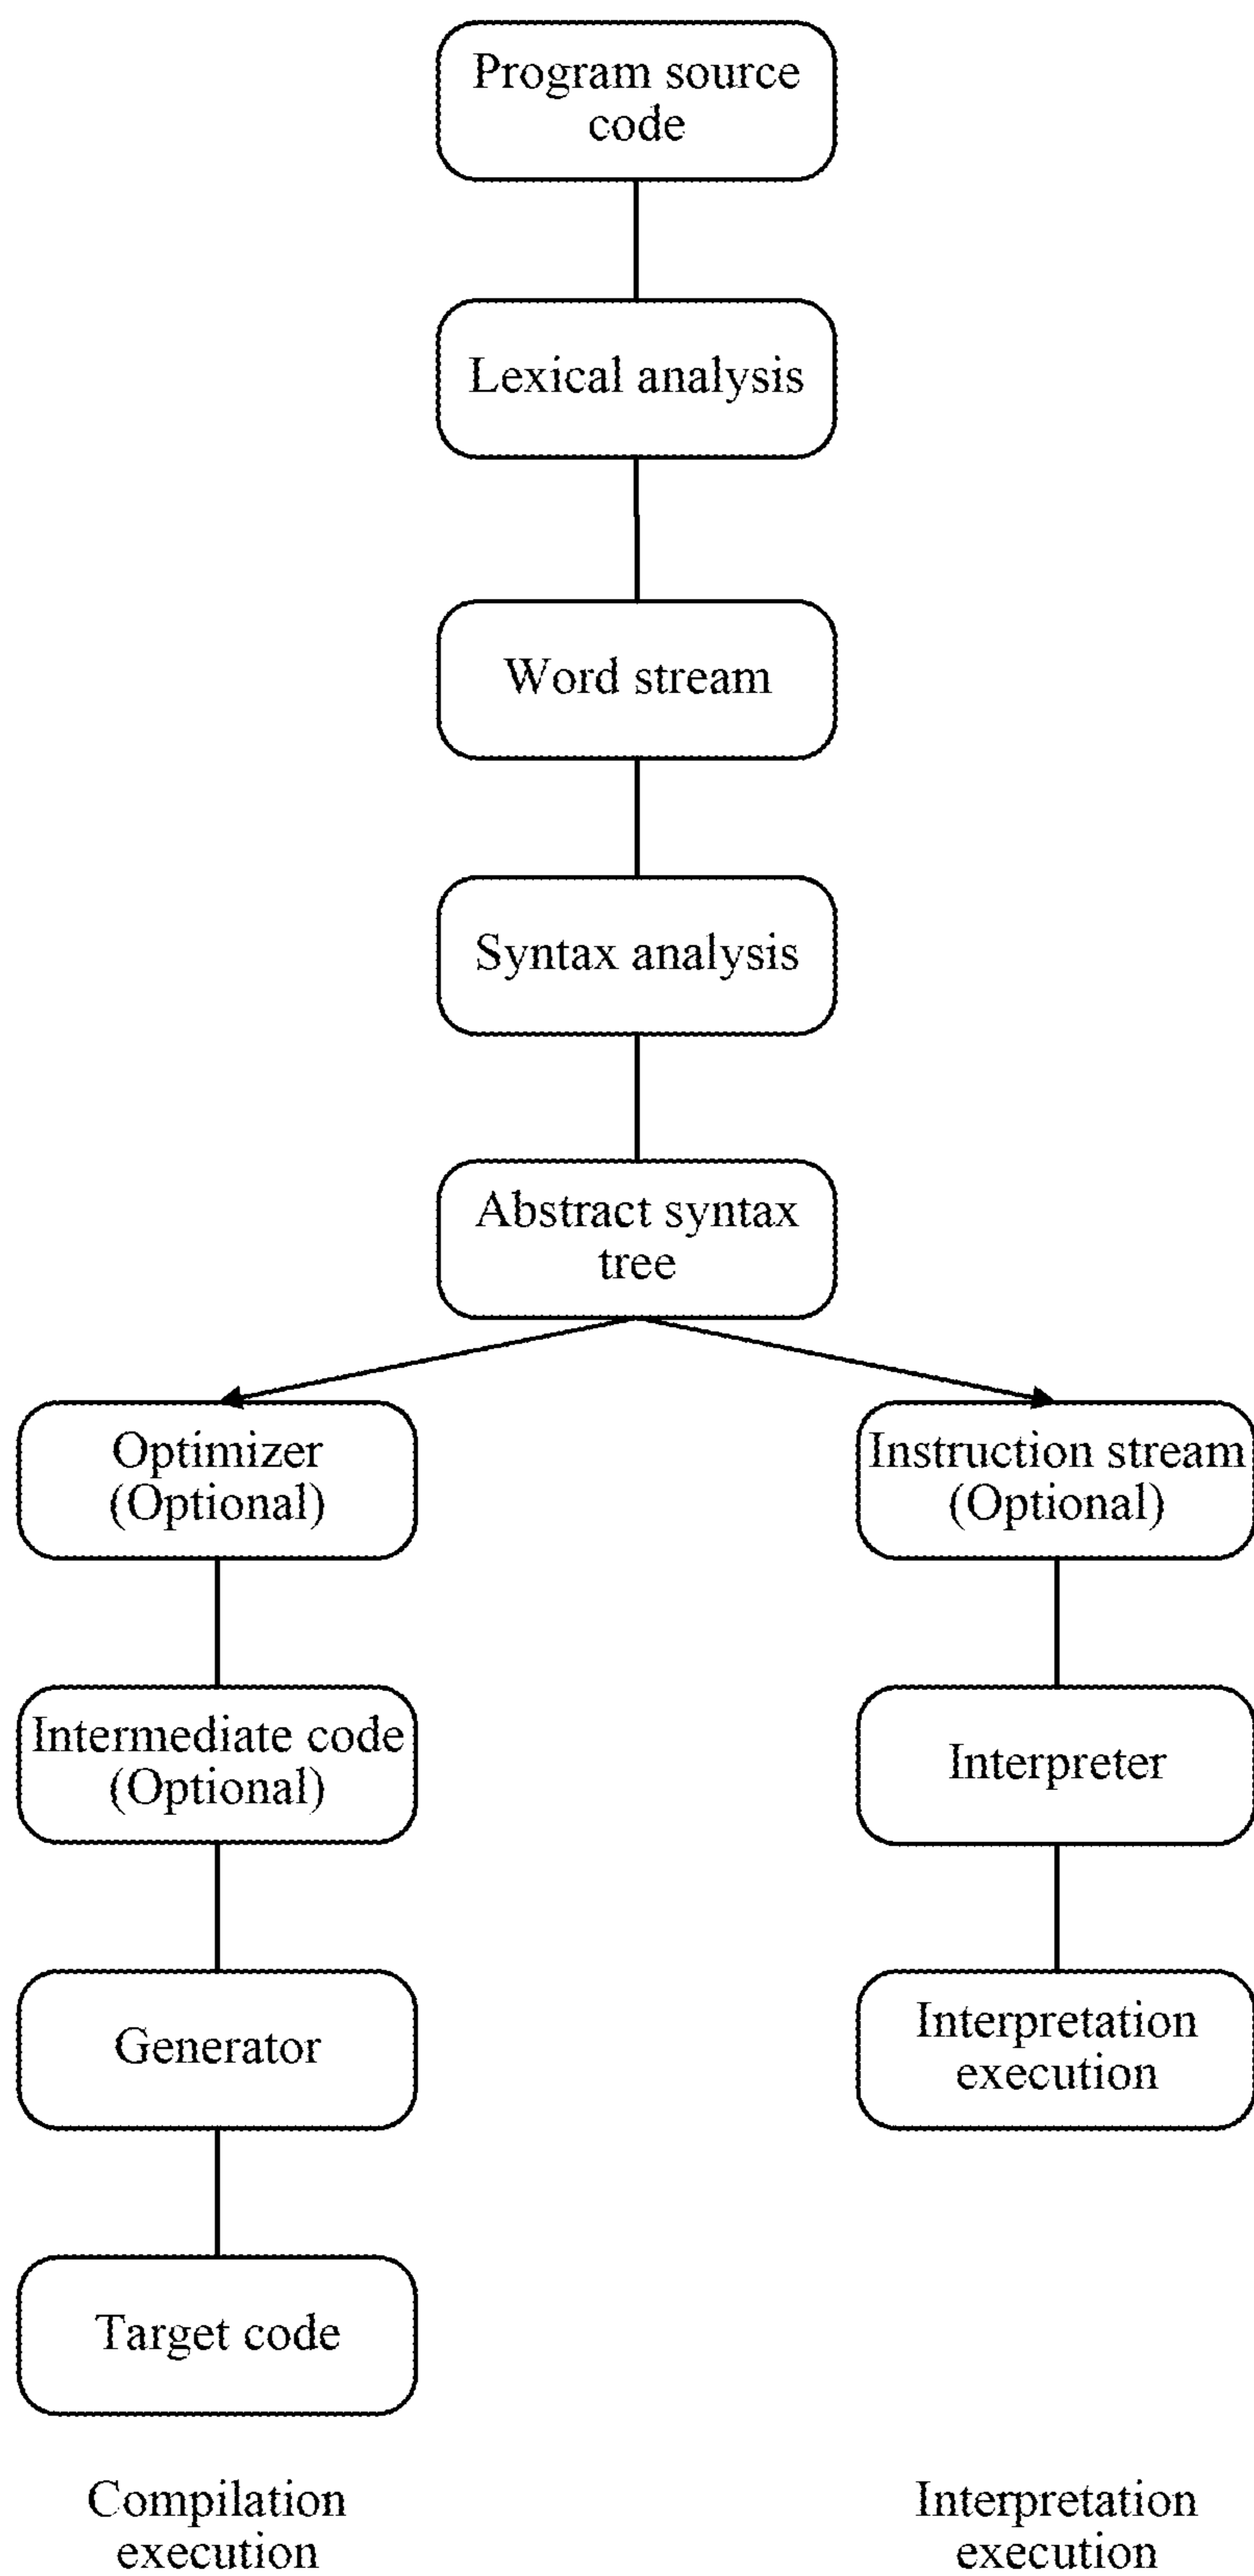 Program source
code
Lexical analysis
Word stream
Syntax analysis
Abstract syntax
tree
Optimizer
(Optional)
Instruction stream
(Optional)
Intermediate code
(Optional)
Interpreter
Generator
Interpretation
execution
Target code
Compilation
execution
Interpretation
execution